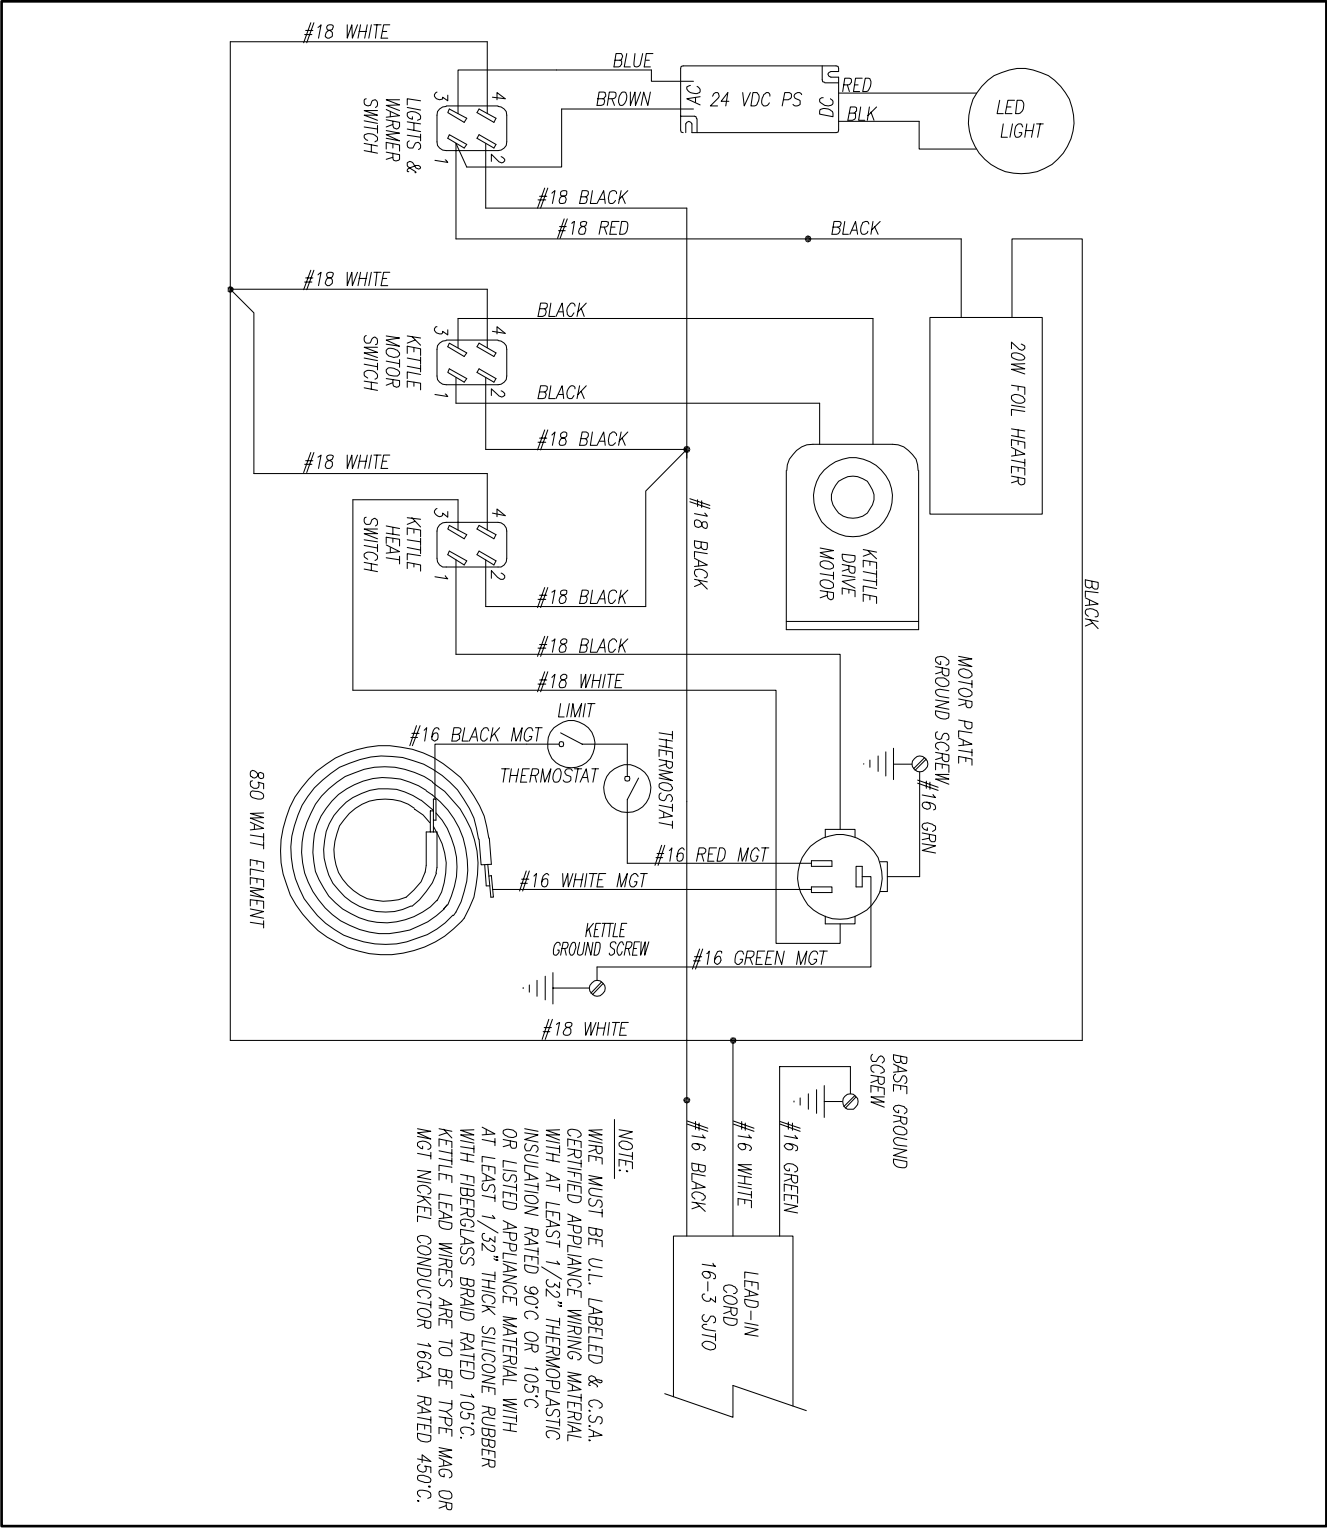 #18 WHITE
BLUE
BROWN
AC
24 VDC PS
DC
RED
BLK
LED
LIGHT
3
4
1
2
LIGHTS &
WARMER
SWITCH
#18 BLACK
#18 RED
BLACK
#18 WHITE
BLACK
3
4
1
2
KETTLE
MOTOR
SWITCH
BLACK
#18 BLACK
20W FOIL HEATER
#18 WHITE
3
4
1
2
KETTLE
HEAT
SWITCH
#18 BLACK
KETTLE
DRIVE
MOTOR
BLACK
#18 BLACK
#18 BLACK
#18 WHITE
MOTOR PLATE
GROUND SCREW
#16 GRN
LIMIT
#16 BLACK MGT
THERMOSTAT
THERMOSTAT
850 WATT ELEMENT
#16 RED MGT
#16 WHITE MGT
KETTLE
GROUND SCREW
#16 GREEN MGT
#18 WHITE
BASE GROUND
SCREW
#16 BLACK
#16 WHITE
#16 GREEN
LEAD-IN
CORD
16-3 SJTO
NOTE:
WIRE MUST BE U.L. LABELED & C.S.A.
CERTIFIED APPLIANCE WIRING MATERIAL
WITH AT LEAST 1/32" THERMOPLASTIC
INSULATION RATED 90°C OR 105°C
OR LISTED APPLIANCE MATERIAL WITH
AT LEAST 1/32" THICK SILICONE RUBBER
WITH FIBERGLASS BRAID RATED 105°C.
KETTLE LEAD WIRES ARE TO BE TYPE MAG OR
MGT NICKEL CONDUCTOR 16GA. RATED 450°C.